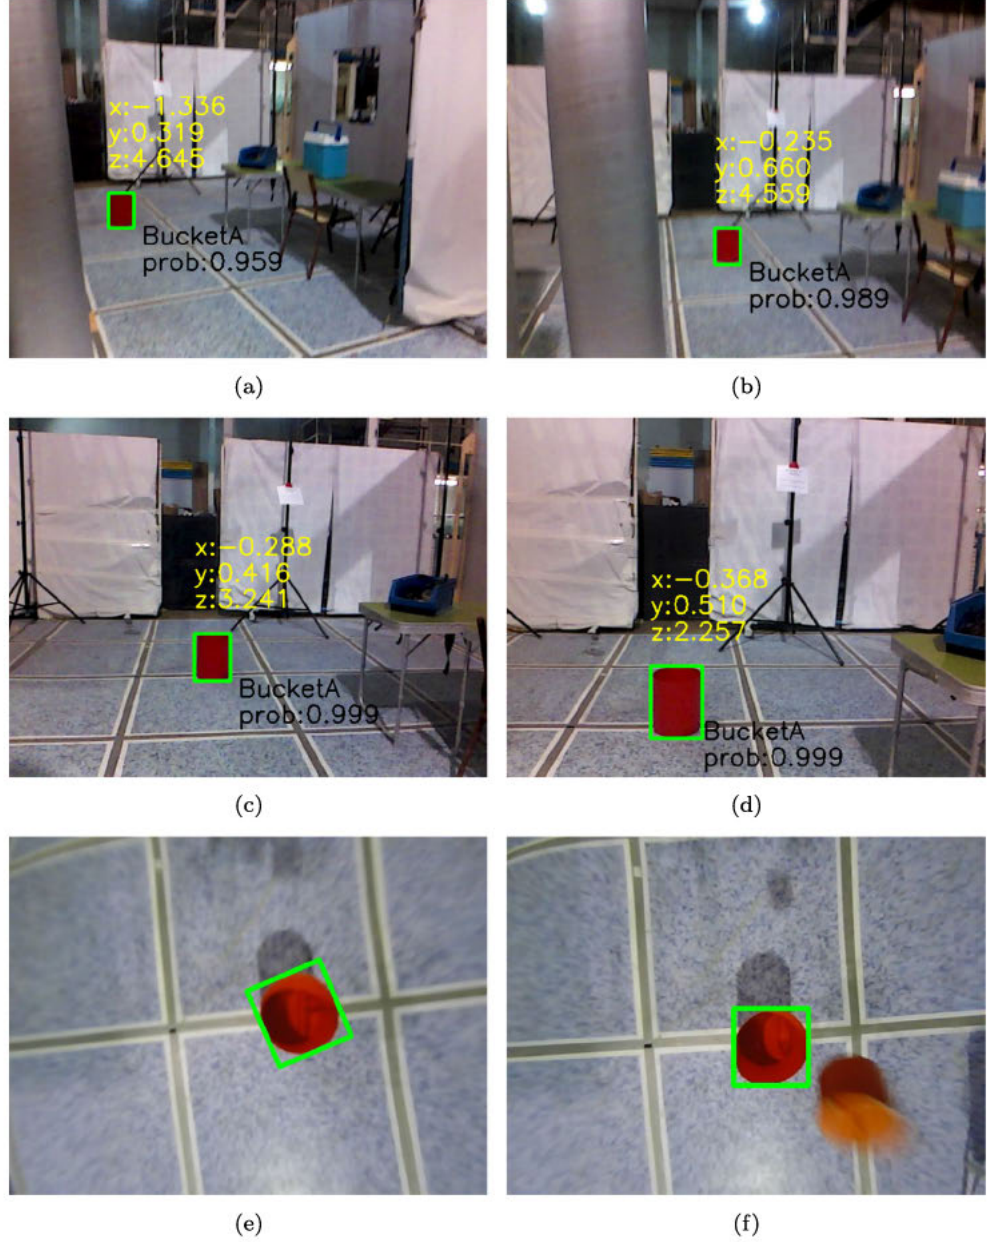 x:-1.336
y:0.319
z:4.645
BucketA
prob:0.959
(a)
x:-0.235
y:0.660
z:4.559
BucketA
prob:0.989
(b)
x:-0.288
y:0.416
z:3.241
BucketA
prob:0.999
(c)
x:-0.368
y:0.510
z:2.257
BucketA
prob:0.999
(d)
(e)
(f)